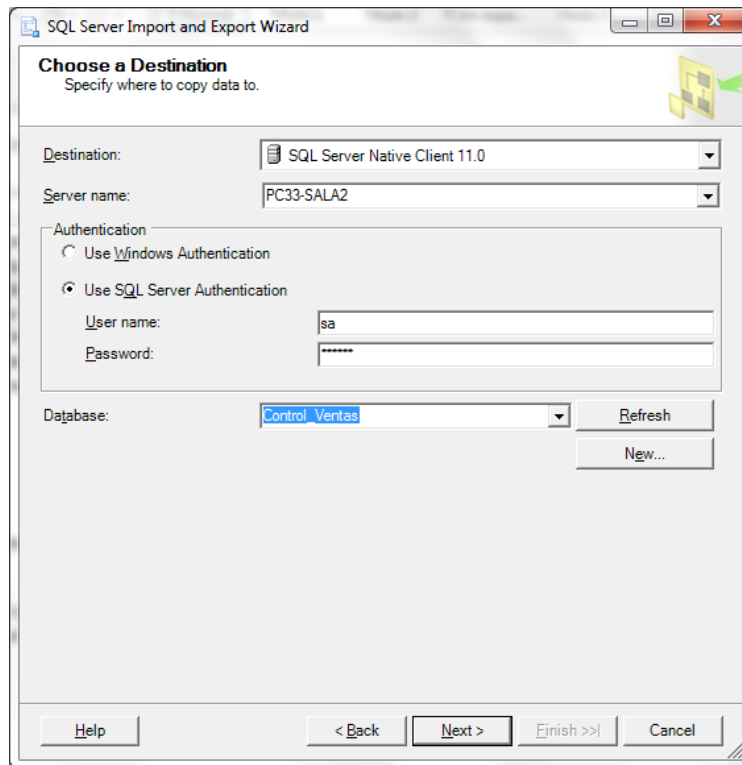 SQL Server Import and Export Wizard
Choose a Destination
Specify where to copy data to.
Destination: SQL Server Native Client 11.0
Server name: PC33-SALA2
Authentication
Use Windows Authentication
Use SQL Server Authentication
User name: sa
Password: ******
Database: Control_Ventas Refresh
New...
Help < Back Next > Finish >>| Cancel